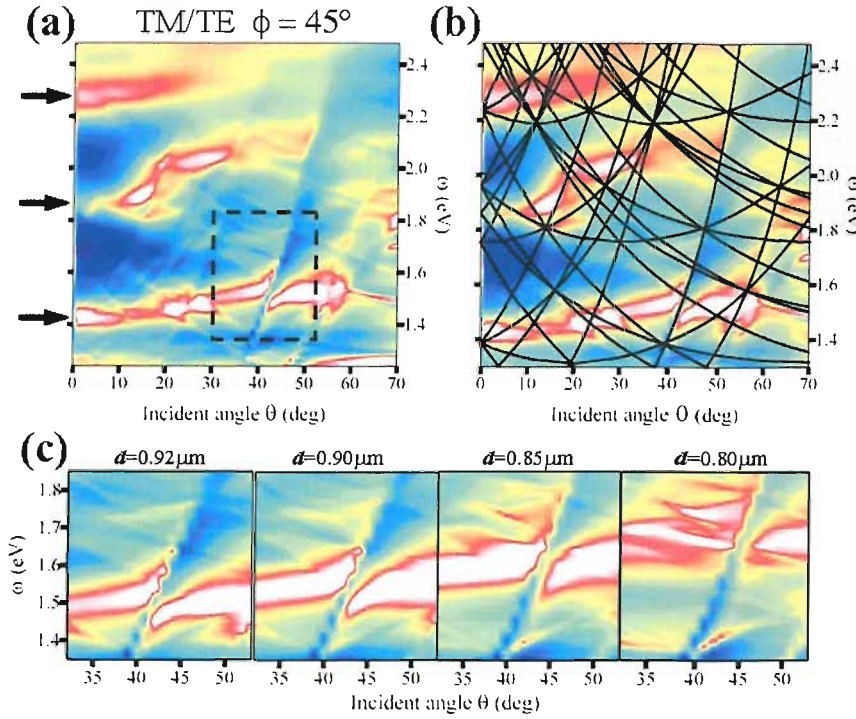 (a) TM/TE ϕ = 45°
(b)
2.4
2.2
2.0
1.8
1.6
1.4
ω (eV)
0 10 20 30 40 50 60 70
Incident angle θ (deg)
2.4
2.2
2.0
1.8
1.6
1.4
ω (eV)
0 10 20 30 40 50 60 70
Incident angle θ (deg)
(c)
d=0.92μm d=0.90μm d=0.85μm d=0.80μm
1.8
1.7
1.6
1.5
1.4
ω (eV)
35 40 45 50 35 40 45 50 35 40 45 50 35 40 45 50
Incident angle θ (deg)